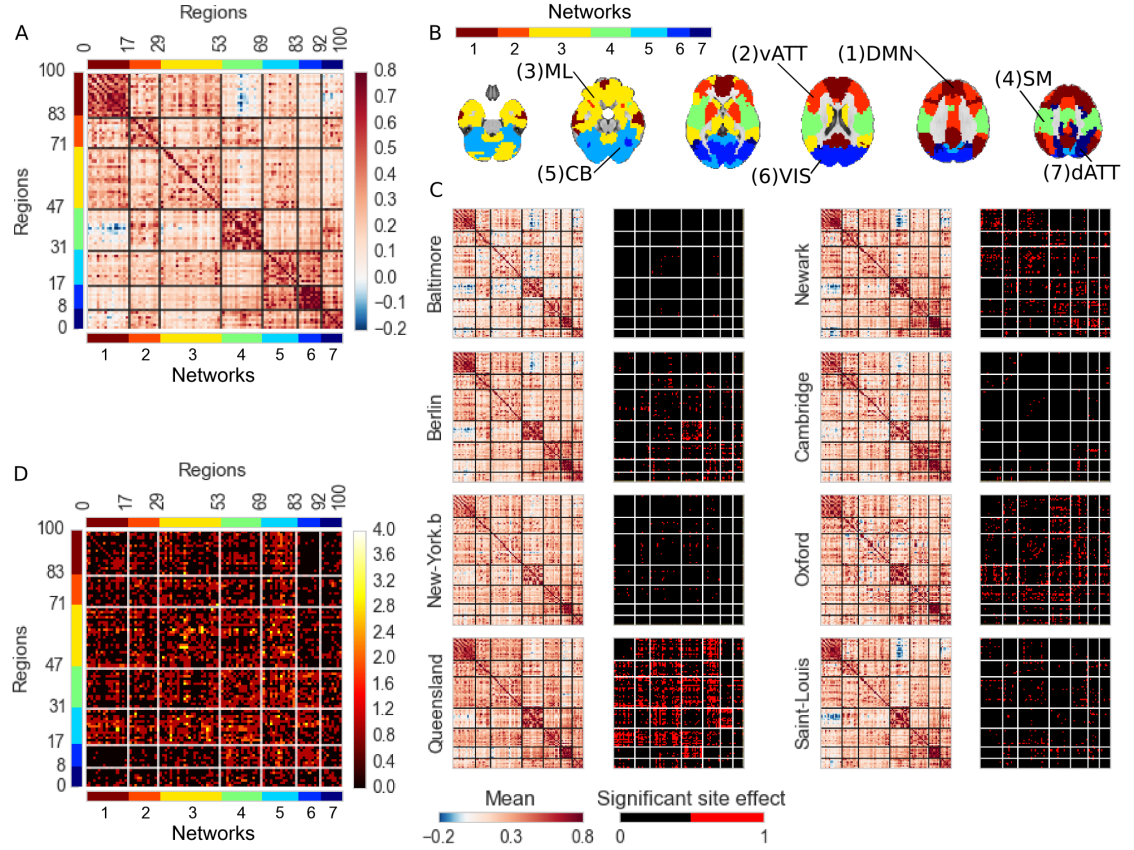 A
Regions
0 17 29 53 69 83 92 100
100
83
71
47
31
17
8
0
Regions
0.8
0.7
0.6
0.5
0.4
0.3
0.2
0.1
0.0
−0.1
−0.2
1 2 3 4 5 6 7
Networks
B
Networks
1 2 3 4 5 6 7
(3)ML
(2)vATT
(1)DMN
(4)SM
(5)CB
(6)VIS
(7)dATT
C
Baltimore
Newark
Berlin
Cambridge
New-York.b
Oxford
Queensland
Saint-Louis
Mean
−0.2 0.3 0.8
Significant site effect
0 1
D
Regions
0 17 29 53 69 83 92 100
100
83
71
47
31
17
8
0
Regions
4.0
3.6
3.2
2.8
2.4
2.0
1.6
1.2
0.8
0.4
0.0
1 2 3 4 5 6 7
Networks